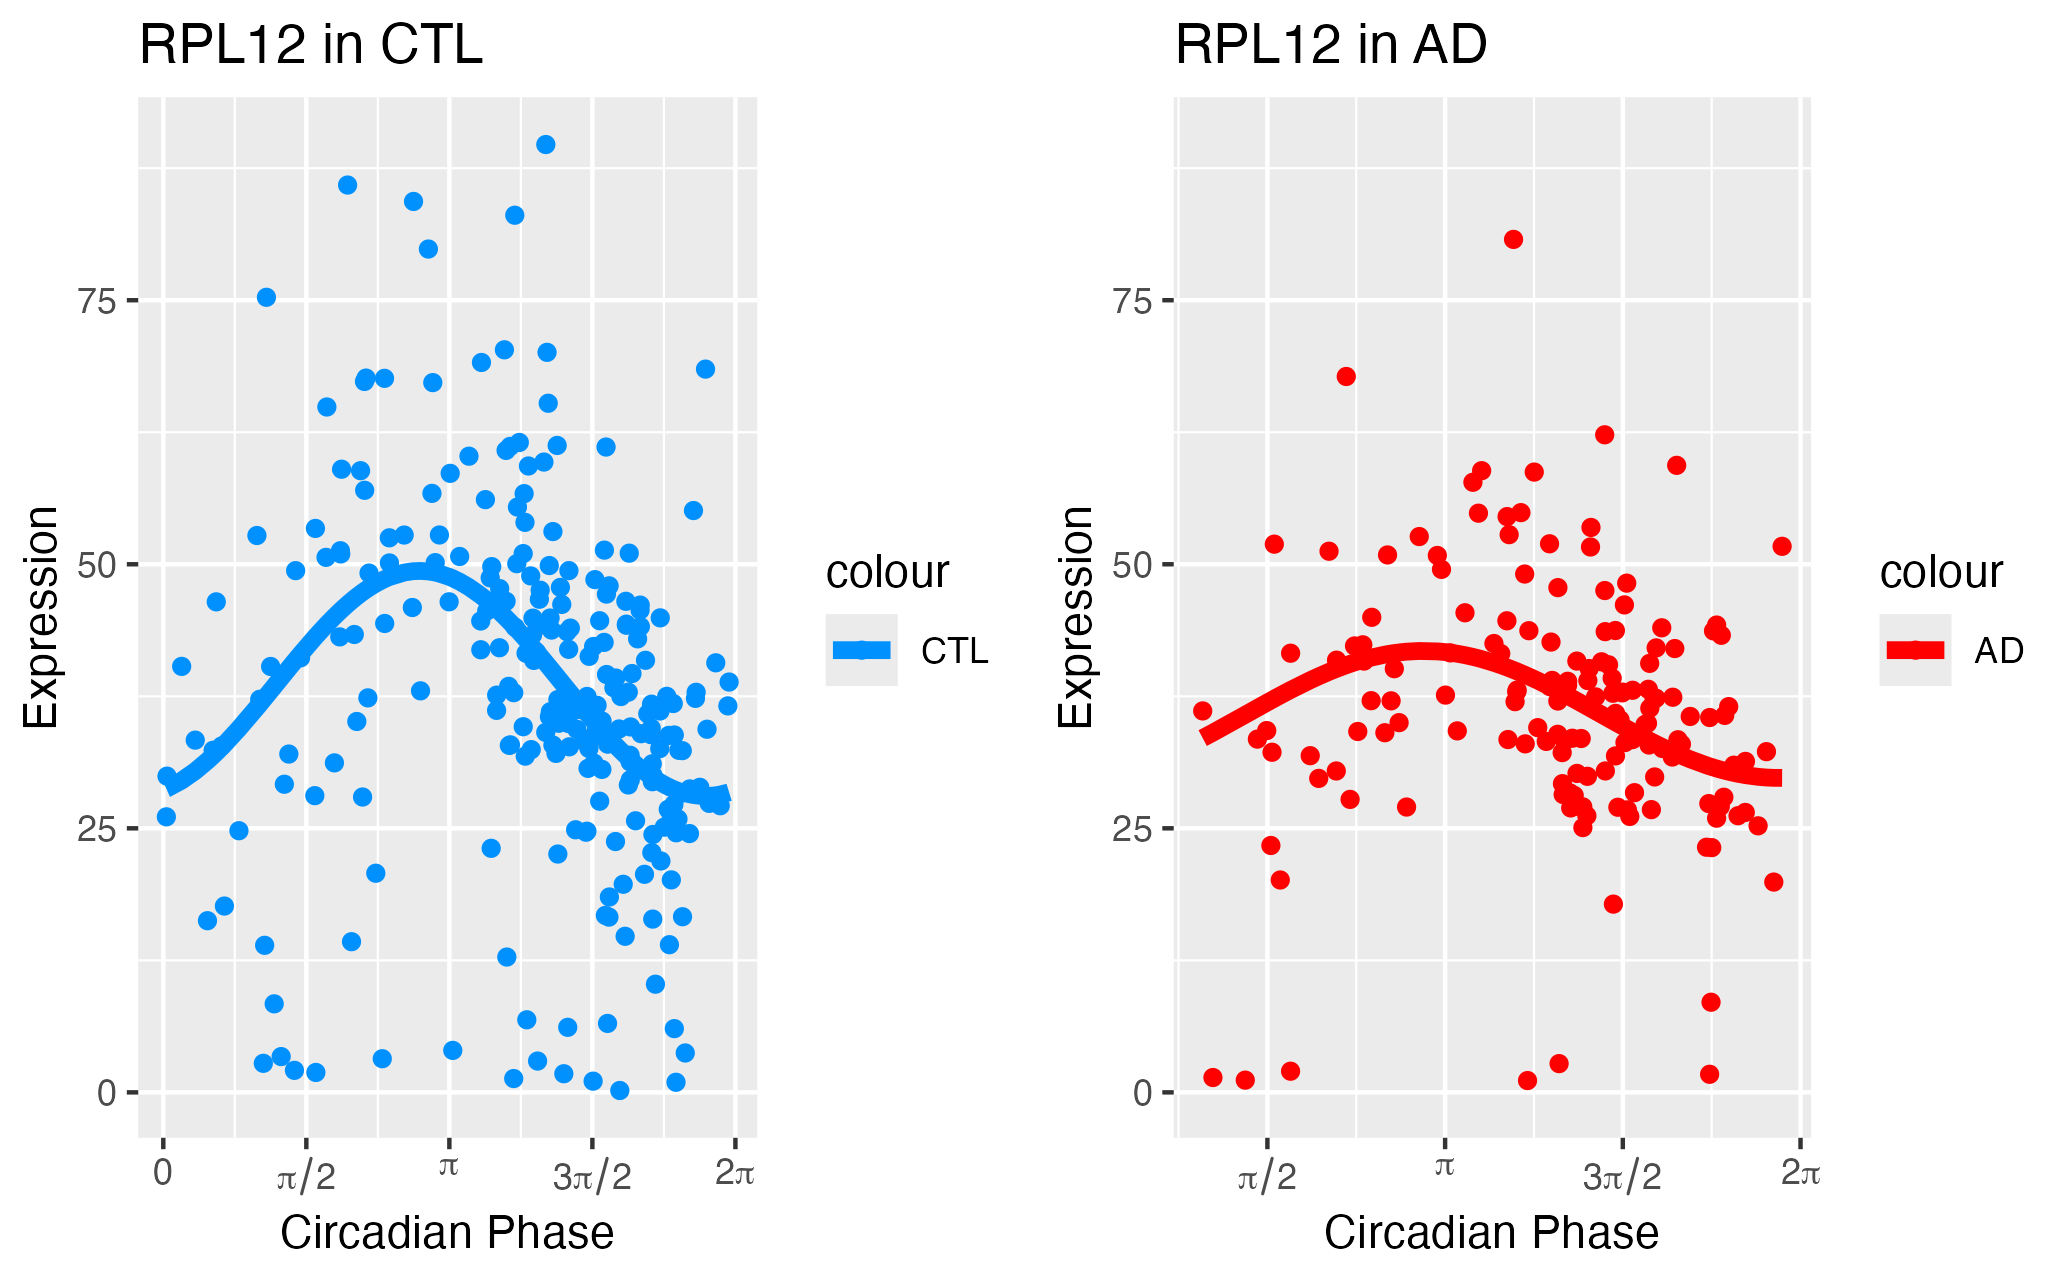 RPL12 in CTL
75
50
25
0
Expression
0
π/2
π
3π/2
2π
Circadian Phase
colour
CTL
RPL12 in AD
75
50
25
0
Expression
π/2
π
3π/2
2π
Circadian Phase
colour
AD